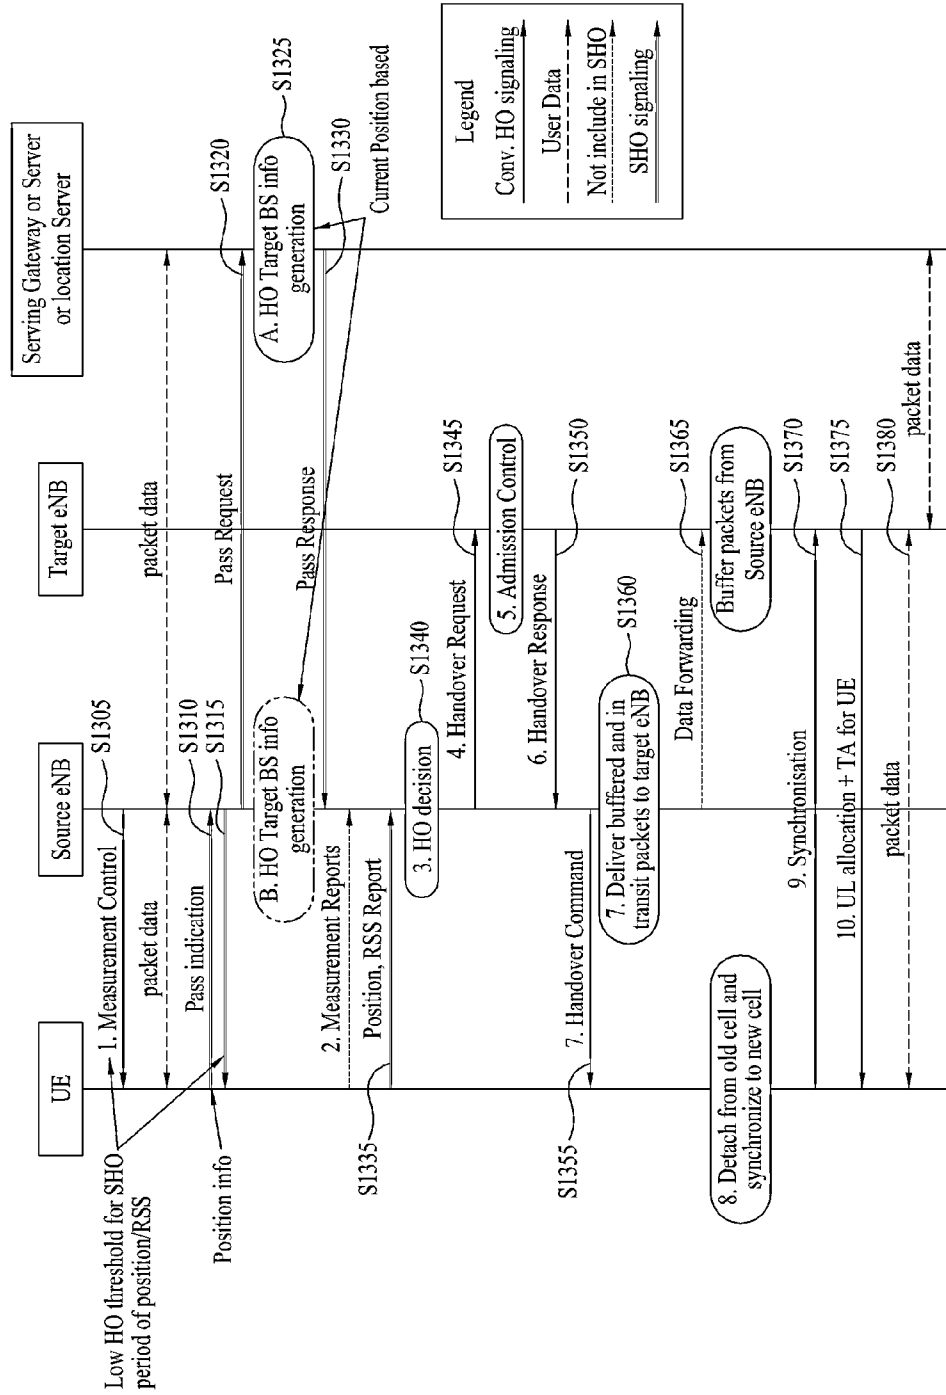 UE
Source eNB
Target eNB
Serving Gateway or Server
or location Server
Low HO threshold for SHO
period of position/RSS
1. Measurement Control
S1305
packet data
packet data
Position info
Pass indication
S1310
S1315
Pass Request
S1320
B. HO Target BS info
generation
A. HO Target BS info
generation
S1325
Pass Response
S1330
Current Position based
2. Measurement Reports
S1335
Position, RSS Report
3. HO decision
S1340
4. Handover Request
S1345
5. Admission Control
6. Handover Response
S1350
S1355
7. Handover Command
7. Deliver buffered and in
transit packets to target eNB
S1360
Data Forwarding
S1365
8. Detach from old cell and
synchronize to new cell
Buffer packets from
Source eNB
9. Synchronisation
S1370
10. UL allocation + TA for UE
S1375
packet data
S1380
packet data
Legend
Conv. HO signaling
User Data
Not include in SHO
SHO signaling